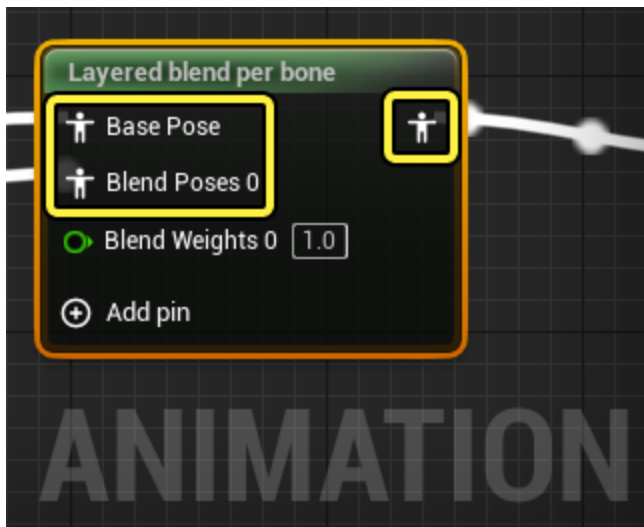 Layered blend per bone
Base Pose
Blend Poses 0
Blend Weights 0 1.0
Add pin
ANIMATION